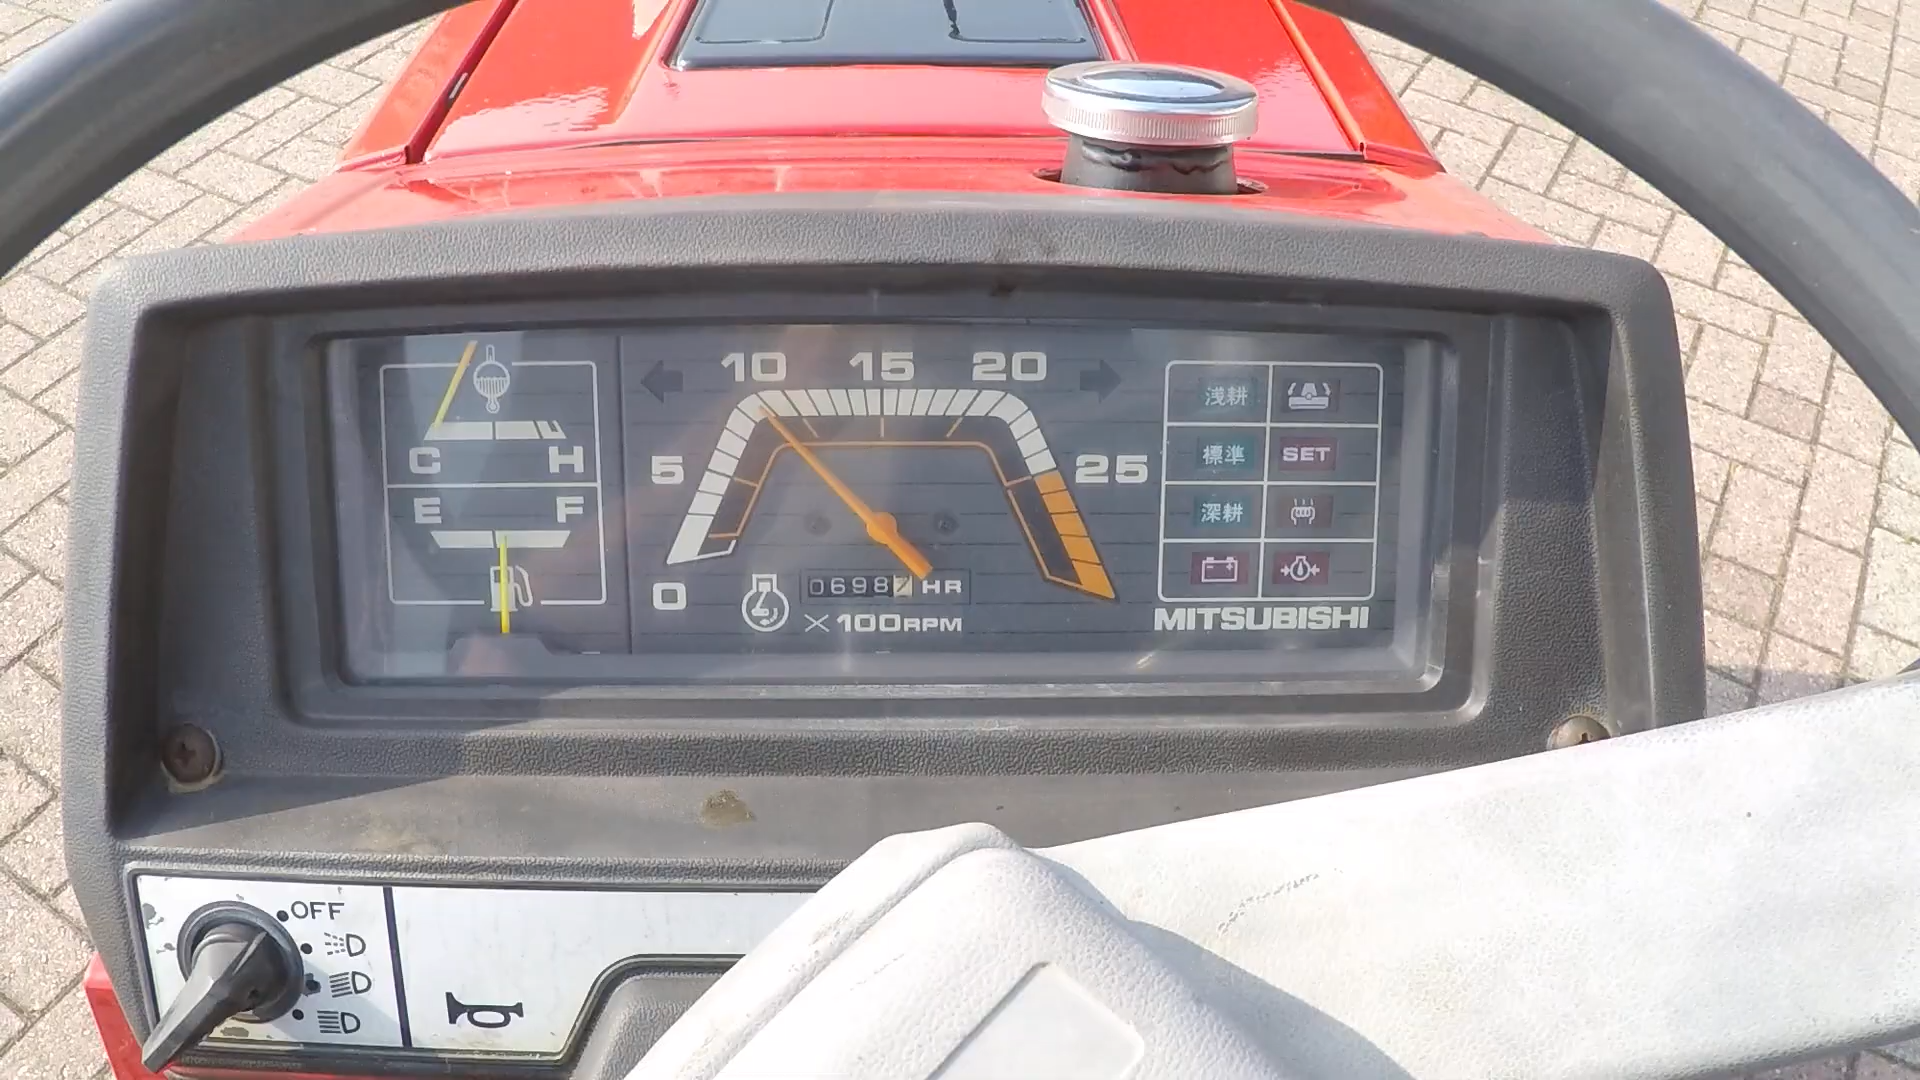 10 15 20
5 25
0
C H
E F
0698 HR
×100RPM
浅耕
標準 SET
深耕
MITSUBISHI
OFF